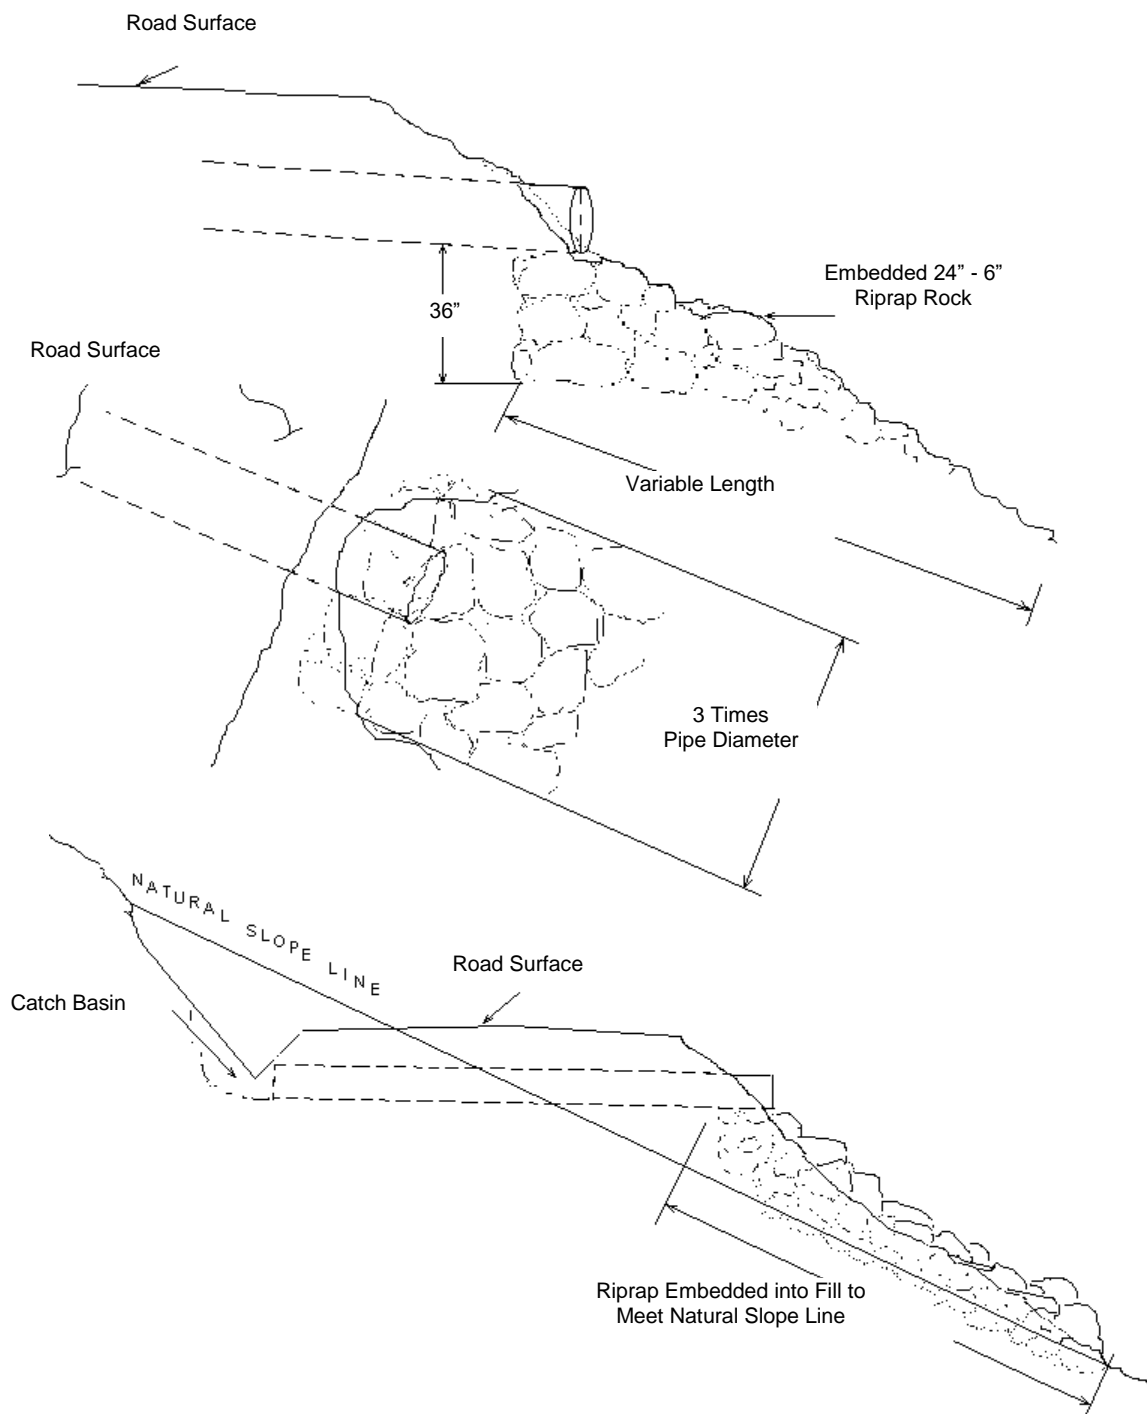 Road Surface
Embedded 24” - 6”
Riprap Rock
36”
Road Surface
Variable Length
3 Times
Pipe Diameter
NATURAL SLOPE LINE
Road Surface
Catch Basin
Riprap Embedded into Fill to
Meet Natural Slope Line